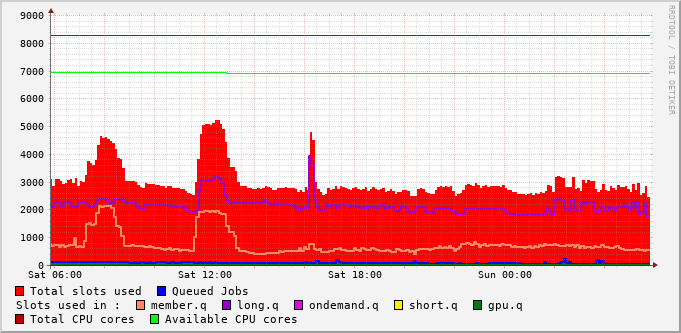 9000
8000
7000
6000
5000
4000
3000
2000
1000
0
Sat 06:00 Sat 12:00 Sat 18:00 Sun 00:00
RRDTOOL / TOBI OETIKER
Total slots used Queued Jobs
Slots used in : member.q long.q ondemand.q short.q gpu.q
Total CPU cores Available CPU cores